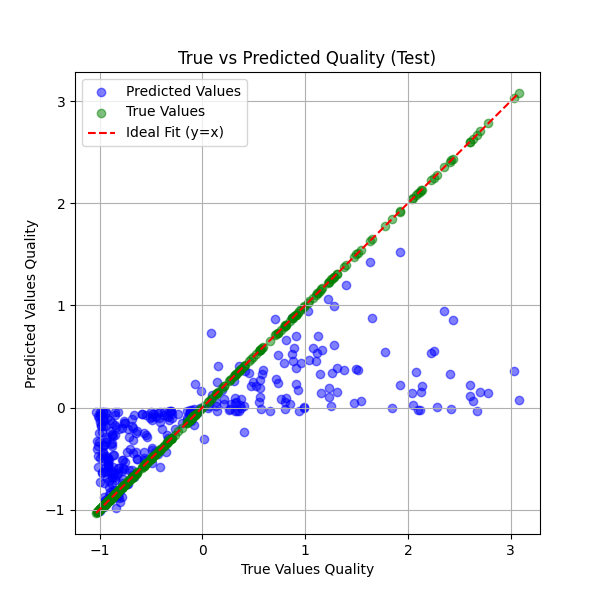 True vs Predicted Quality (Test)
Predicted Values
True Values
Ideal Fit (y=x)
Predicted Values Quality
3
2
1
0
−1
−1
0
1
2
3
True Values Quality